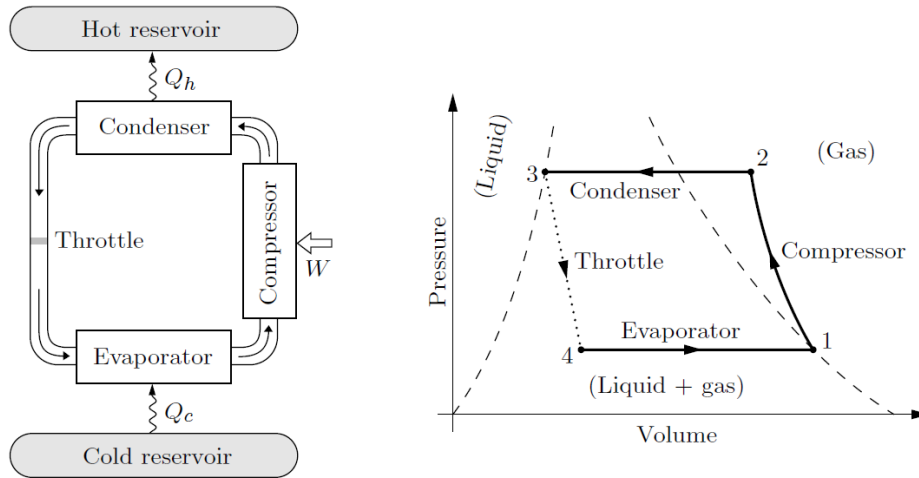 Hot reservoir
Q_h
Condenser
Throttle
Compressor
W
Evaporator
Q_c
Cold reservoir
Pressure
(Liquid)
(Gas)
3
2
Condenser
Throttle
Compressor
Evaporator
4
1
(Liquid + gas)
Volume